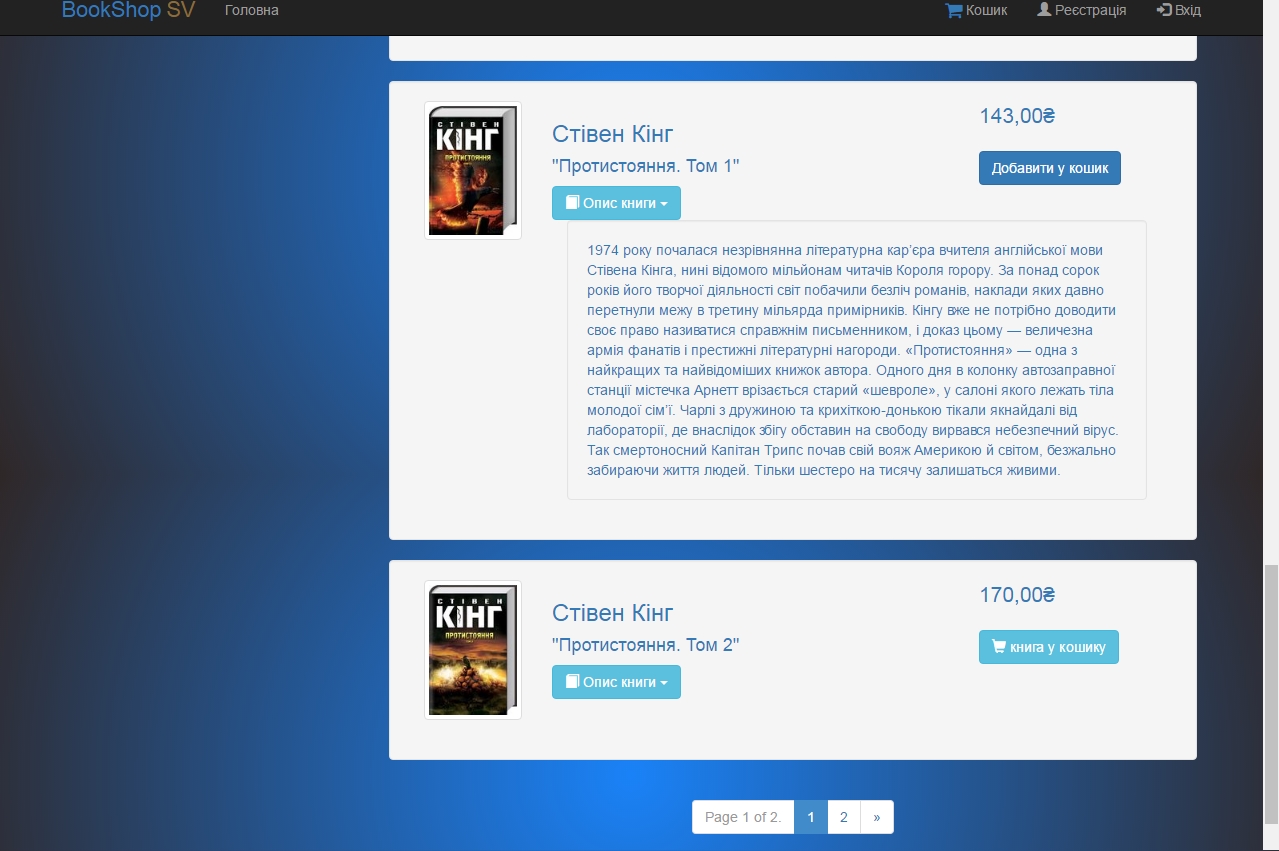 BookShop SV Головна Кошик Реєстрація Вхід
СТІВЕН
КІНГ
ПРОТИСТОЯННЯ
Стівен Кінг
"Протистояння. Том 1"
Опис книги
143,00₴
Добавити у кошик
1974 року почалася незрівнянна літературна кар’єра вчителя англійської мови
Стівена Кінга, нині відомого мільйонам читачів Короля горору. За понад сорок
років його творчої діяльності світ побачили безліч романів, наклади яких давно
перетнули межу в третину мільярда примірників. Кінгу вже не потрібно доводити
своє право називатися справжнім письменником, і доказ цьому — величезна
армія фанатів і престижні літературні нагороди. «Протистояння» — одна з
найкращих та найвідоміших книжок автора. Одного дня в колонку автозаправної
станції містечка Арнетт врізається старий «шевроле», у салоні якого лежать тіла
молодої сім’ї. Чарлі з дружиною та крихіткою-донькою тікали якнайдалі від
лабораторії, де внаслідок збігу обставин на свободу вирвався небезпечний вірус.
Так смертоносний Капітан Трипс почав свій вояж Америкою й світом, безжально
забираючи життя людей. Тільки шестеро на тисячу залишаться живими.
СТІВЕН
КІНГ
ПРОТИСТОЯННЯ
Стівен Кінг
"Протистояння. Том 2"
Опис книги
170,00₴
книга у кошику
Page 1 of 2. 1 2 »